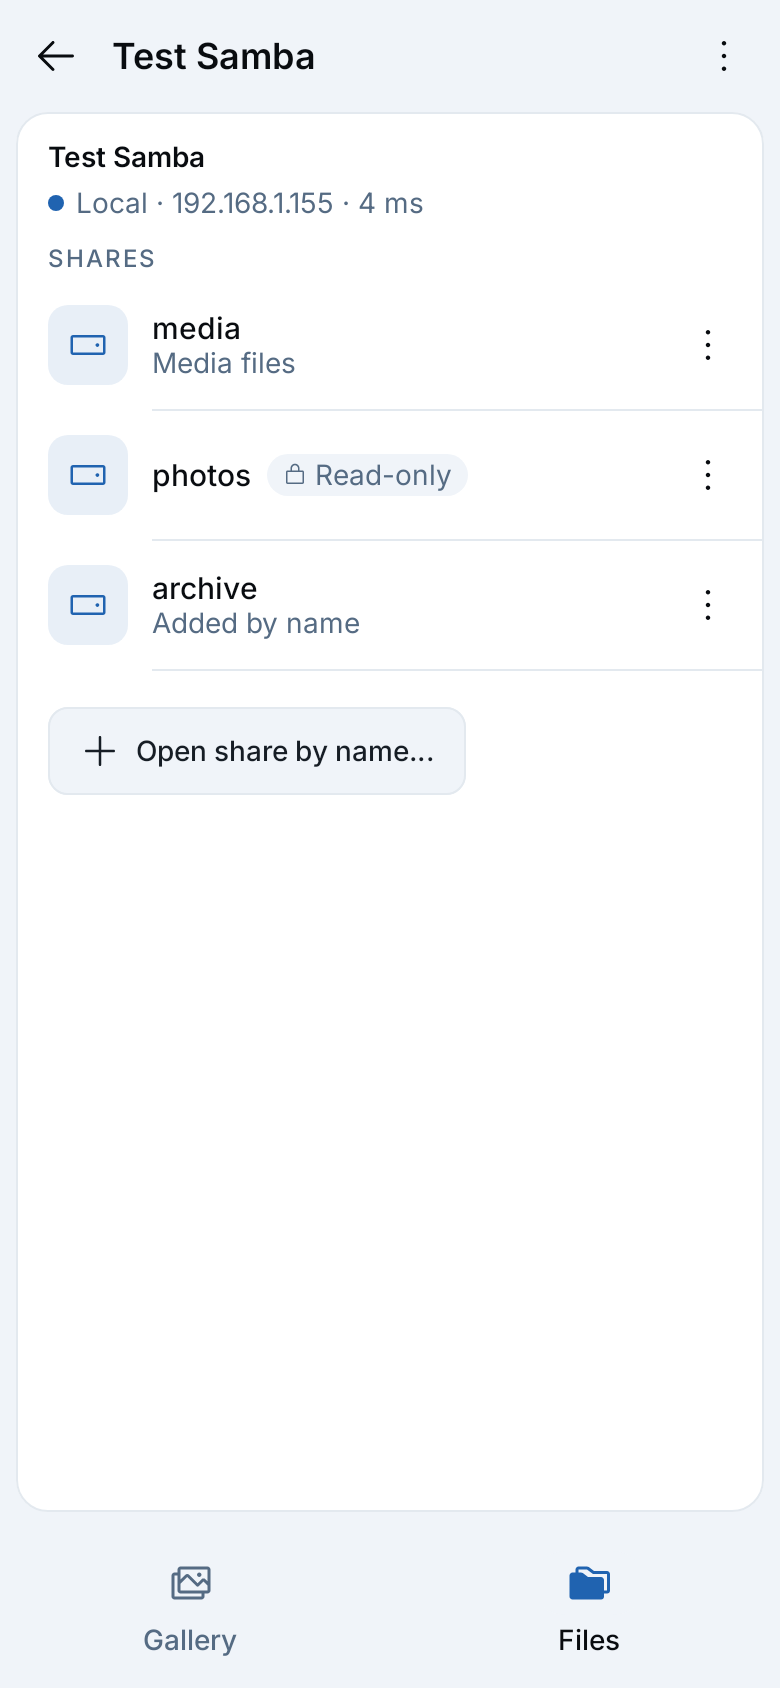 Test Samba
Test Samba
Local · 192.168.1.155 · 4 ms
SHARES
media
Media files
photos Read-only
archive
Added by name
Open share by name...
Gallery Files